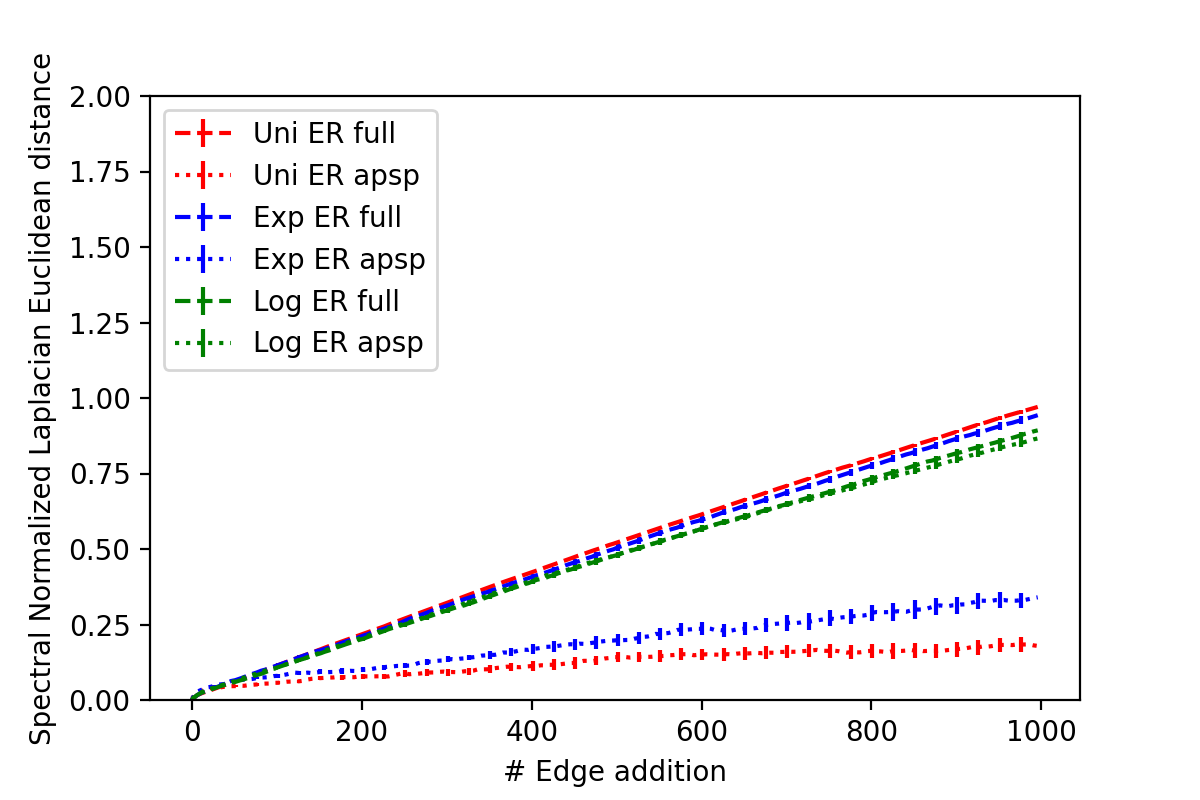 Spectral Normalized Laplacian Euclidean distance
2.00
1.75
1.50
1.25
1.00
0.75
0.50
0.25
0.00
Uni ER full
Uni ER apsp
Exp ER full
Exp ER apsp
Log ER full
Log ER apsp
0 200 400 600 800 1000
# Edge addition